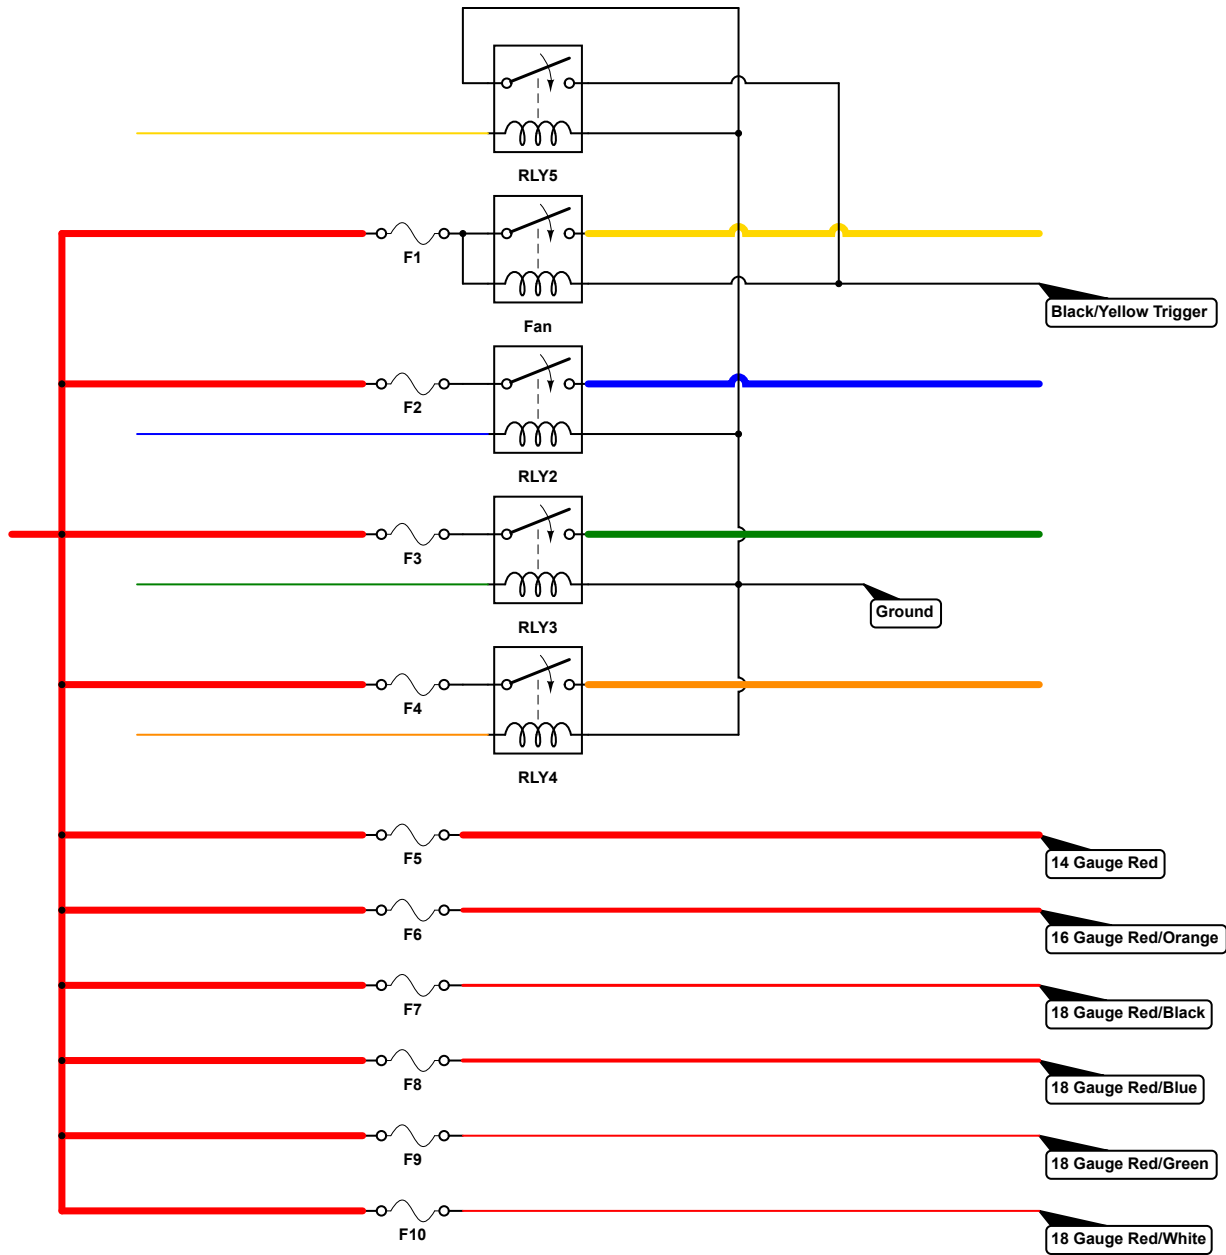 RLY5
F1
Fan
Black/Yellow Trigger
F2
RLY2
F3
RLY3
Ground
F4
RLY4
F5
14 Gauge Red
F6
16 Gauge Red/Orange
F7
18 Gauge Red/Black
F8
18 Gauge Red/Blue
F9
18 Gauge Red/Green
F10
18 Gauge Red/White